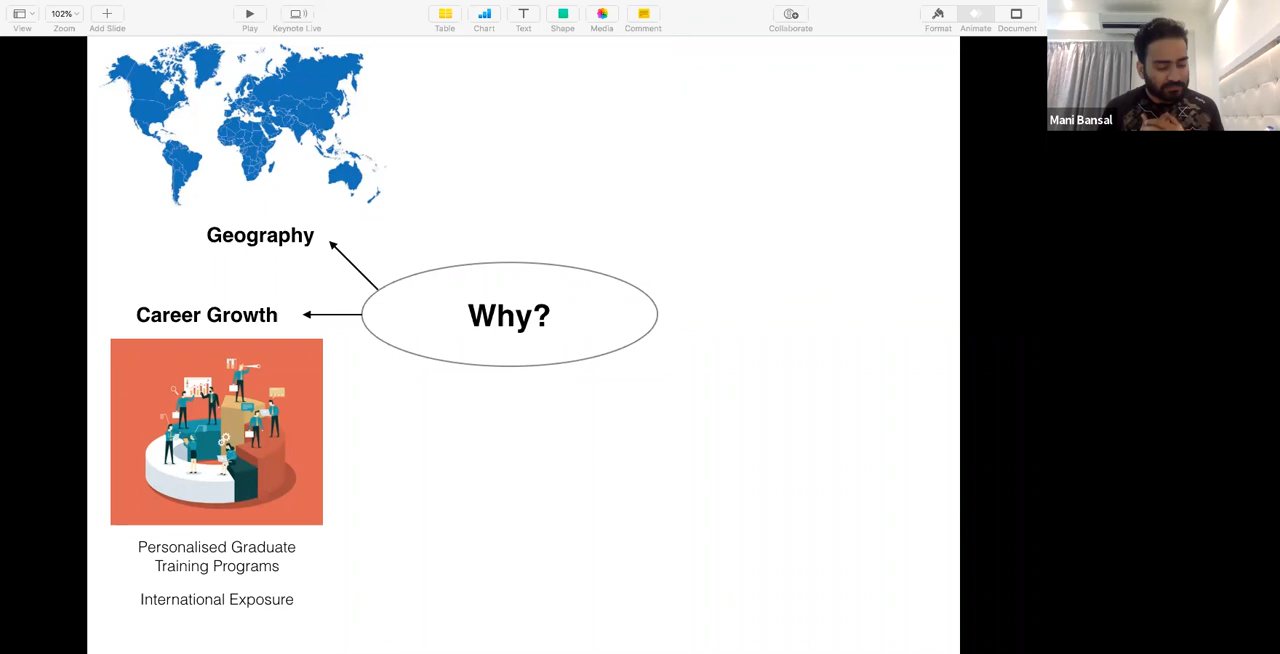 102%
View
Zoom
Add Slide
Play
Keynote Live
Table
Chart
Text
Shape
Media
Comment
Collaborate
Format
Animate
Document
Mani Bansal
Geography
Career Growth
Why?
Personalised Graduate
Training Programs
International Exposure